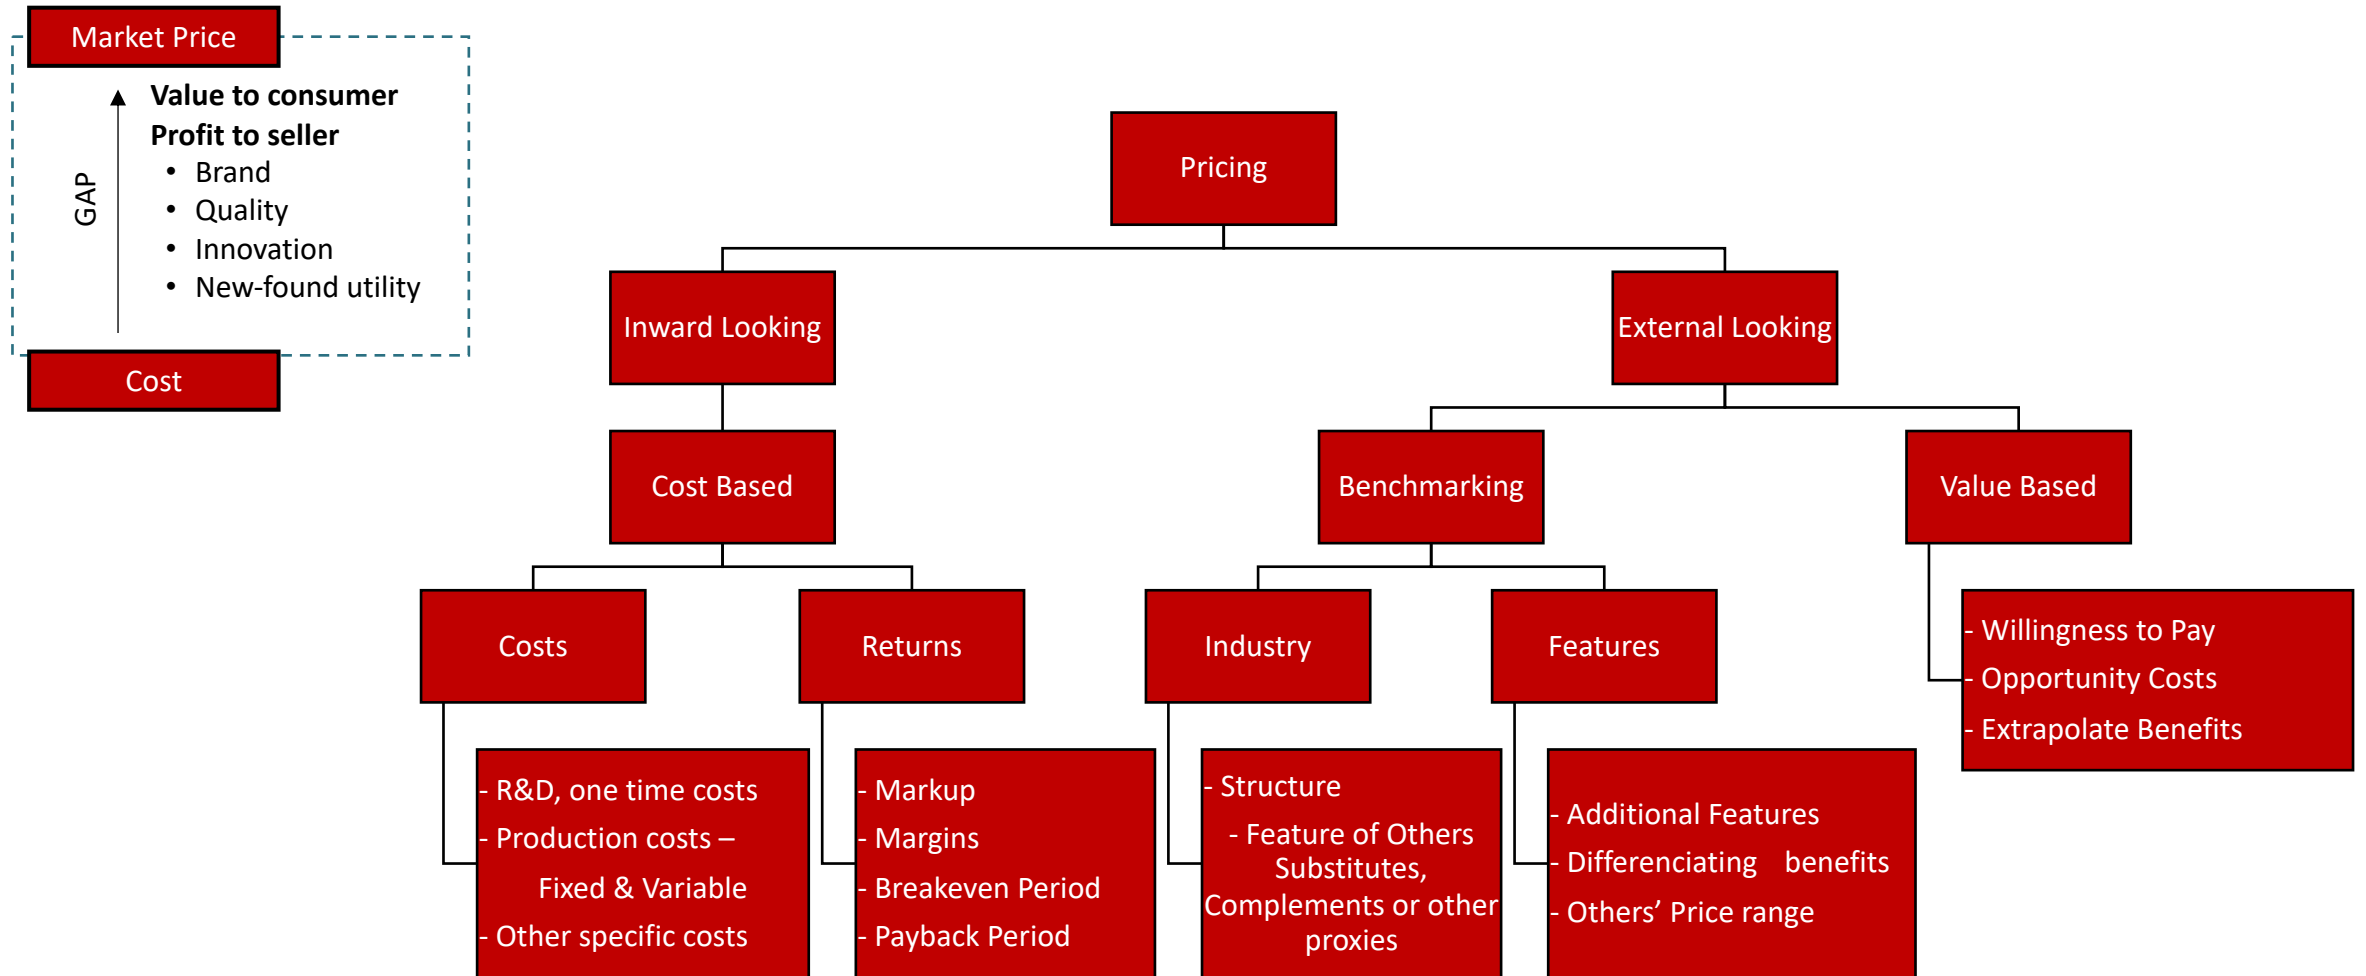 Market Price
Value to consumer
Profit to seller
• Brand
• Quality
• Innovation
• New-found utility
GAP
Cost
Pricing
Inward Looking
External Looking
Cost Based
Benchmarking
Value Based
Costs
Returns
Industry
Features
- Willingness to Pay
- Opportunity Costs
- Extrapolate Benefits
- R&D, one time costs
- Production costs –
Fixed & Variable
- Other specific costs
- Markup
- Margins
- Breakeven Period
- Payback Period
- Structure
- Feature of Others
Substitutes,
Complements or other
proxies
- Additional Features
- Differenciating benefits
- Others’ Price range